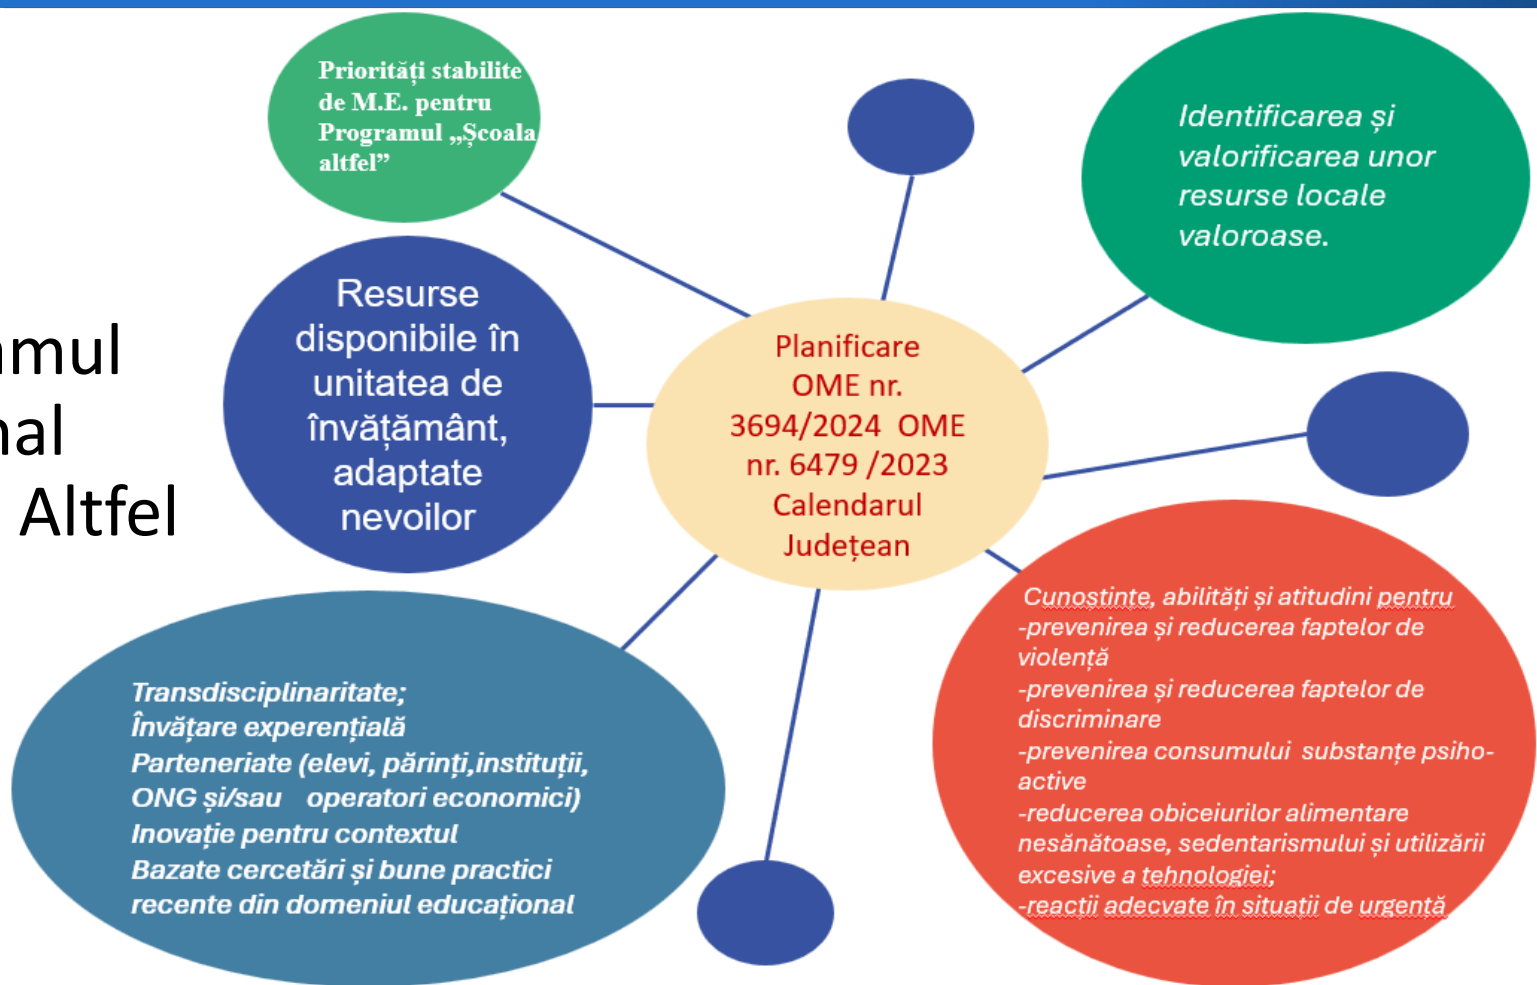 Priorități stabilite
de M.E. pentru
Programul „Școala
altfel”
Identificarea și
valorificarea unor
resurse locale
valoroase.
Resurse
disponibile în
unitatea de
învățământ,
adaptate
nevoilor
amul
nal
Altfel
Planificare
OME nr.
3694/2024 OME
nr. 6479 /2023
Calendarul
Județean
Transdisciplinaritate;
Învățare experențială
Parteneriate (elevi, părinți,instituții,
ONG și/sau operatori economici)
Inovație pentru contextul
Bazate cercetări și bune practici
recente din domeniul educațional
Cunoștințe, abilități și atitudini pentru
-prevenirea și reducerea faptelor de
violență
-prevenirea și reducerea faptelor de
discriminare
-prevenirea consumului substanțe psiho-
active
-reducerea obiceiurilor alimentare
nesănătoase, sedentarismului și utilizării
excesive a tehnologiei;
-reacții adecvate în situații de urgență